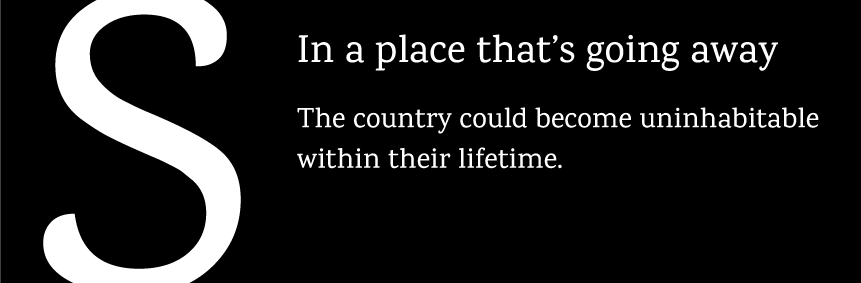 S
In a place that’s going away
The country could become uninhabitable
within their lifetime.